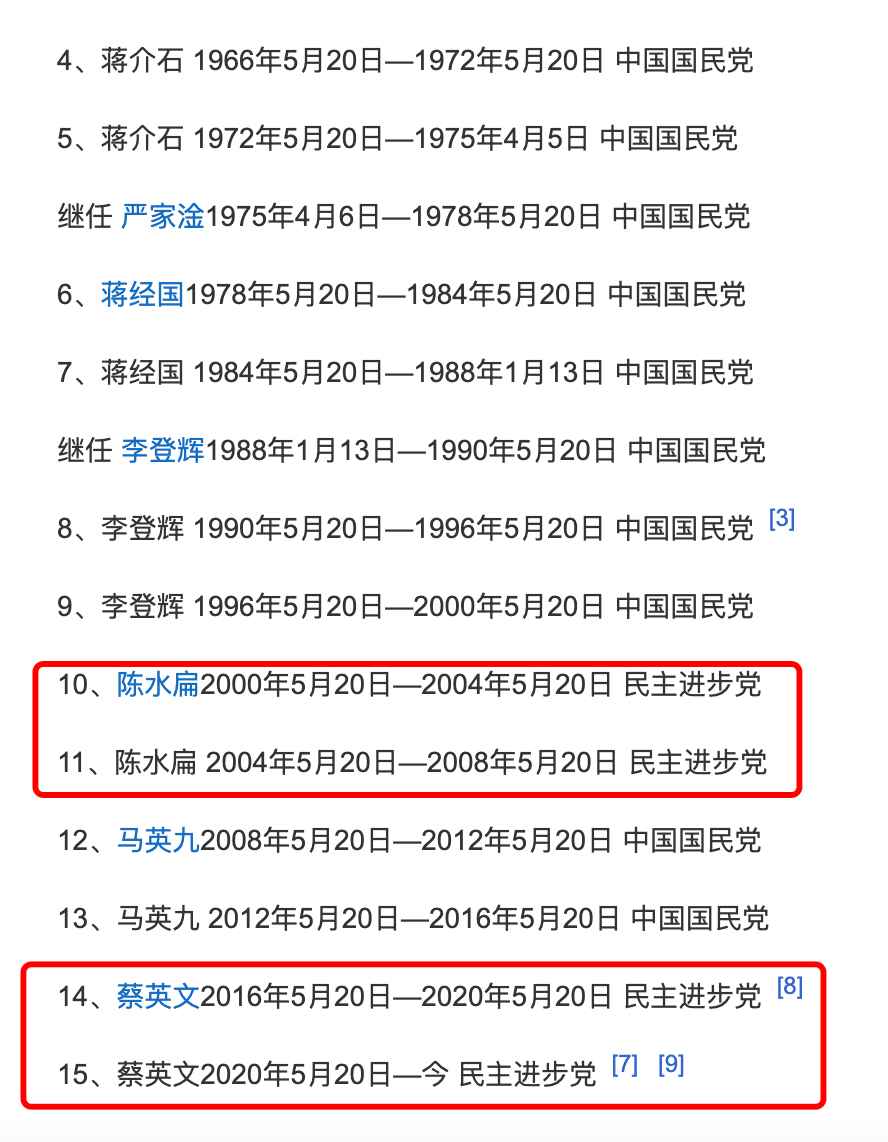 4、蒋介石 1966年5月20日—1972年5月20日 中国国民党
5、蒋介石 1972年5月20日—1975年4月5日 中国国民党
继任 严家淦1975年4月6日—1978年5月20日 中国国民党
6、蒋经国1978年5月20日—1984年5月20日 中国国民党
7、蒋经国 1984年5月20日—1988年1月13日 中国国民党
继任 李登辉1988年1月13日—1990年5月20日 中国国民党
8、李登辉 1990年5月20日—1996年5月20日 中国国民党 [3]
9、李登辉 1996年5月20日—2000年5月20日 中国国民党
10、陈水扁2000年5月20日—2004年5月20日 民主进步党
11、陈水扁 2004年5月20日—2008年5月20日 民主进步党
12、马英九2008年5月20日—2012年5月20日 中国国民党
13、马英九 2012年5月20日—2016年5月20日 中国国民党
14、蔡英文2016年5月20日—2020年5月20日 民主进步党 [8]
15、蔡英文2020年5月20日—今 民主进步党 [7] [9]